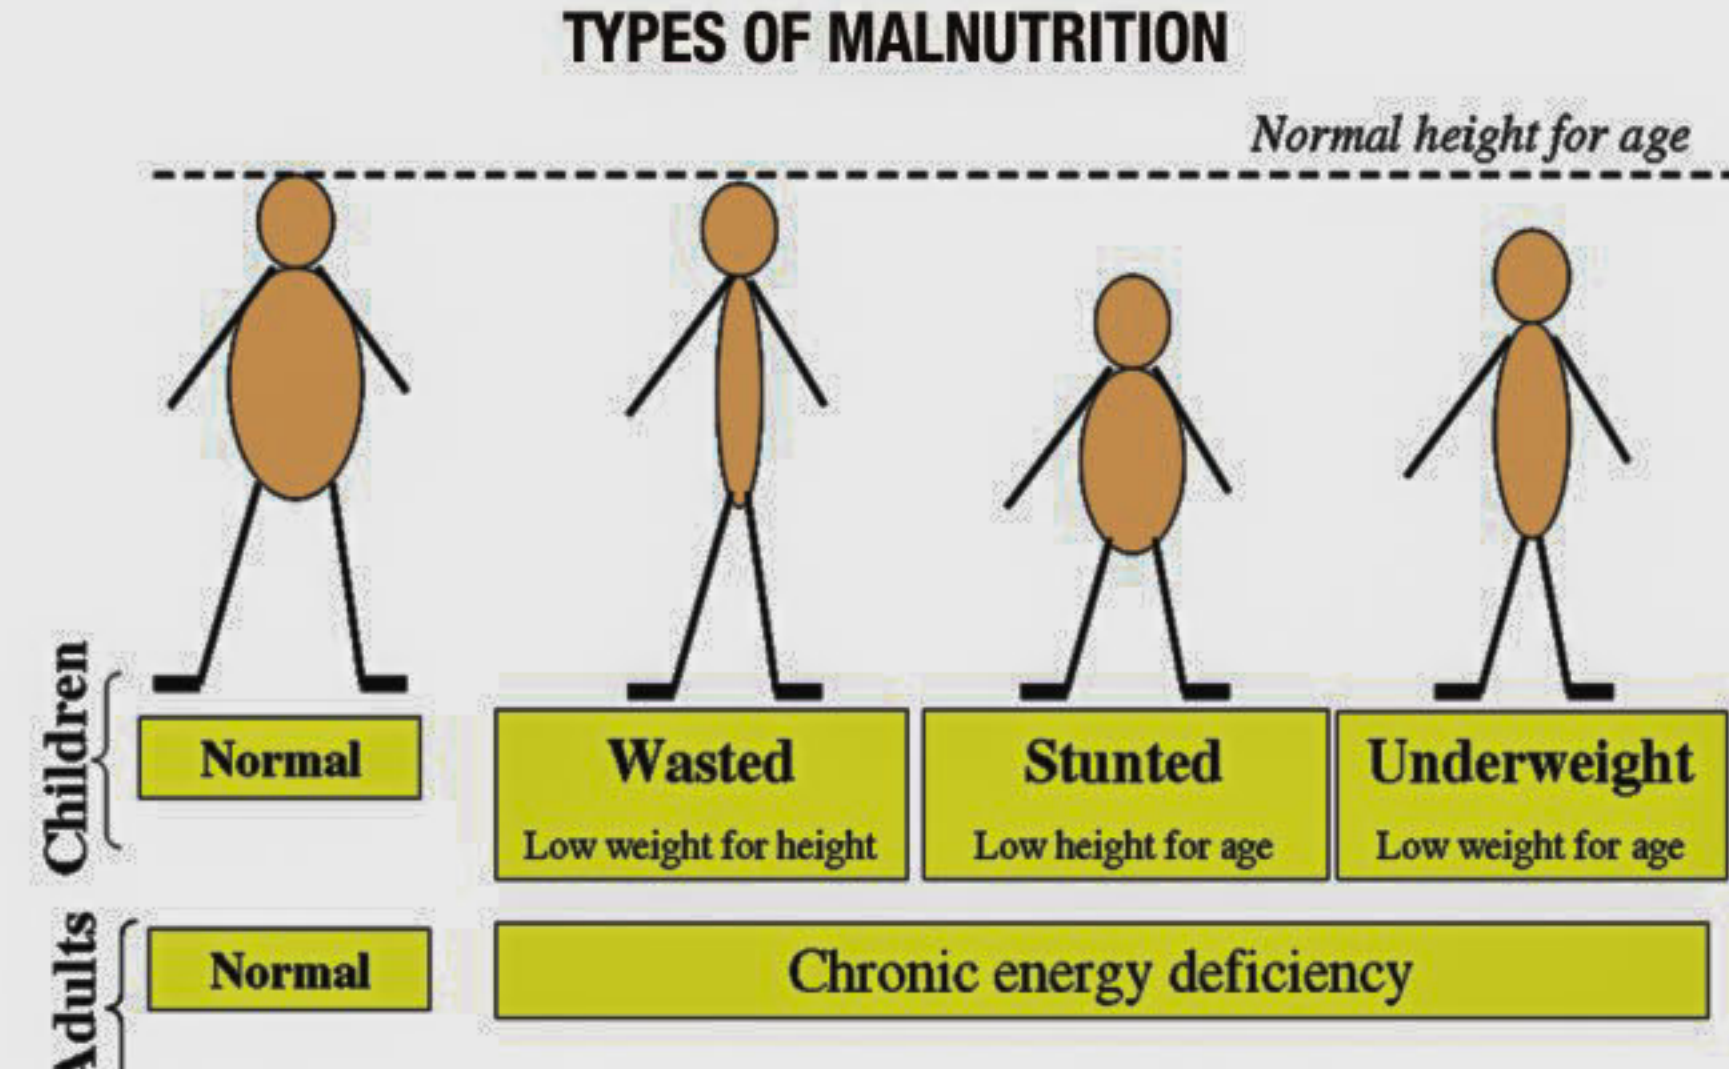 TYPES OF MALNUTRITION
Normal height for age
Children
Normal
Wasted
Low weight for height
Stunted
Low height for age
Underweight
Low weight for age
Adults
Normal
Chronic energy deficiency